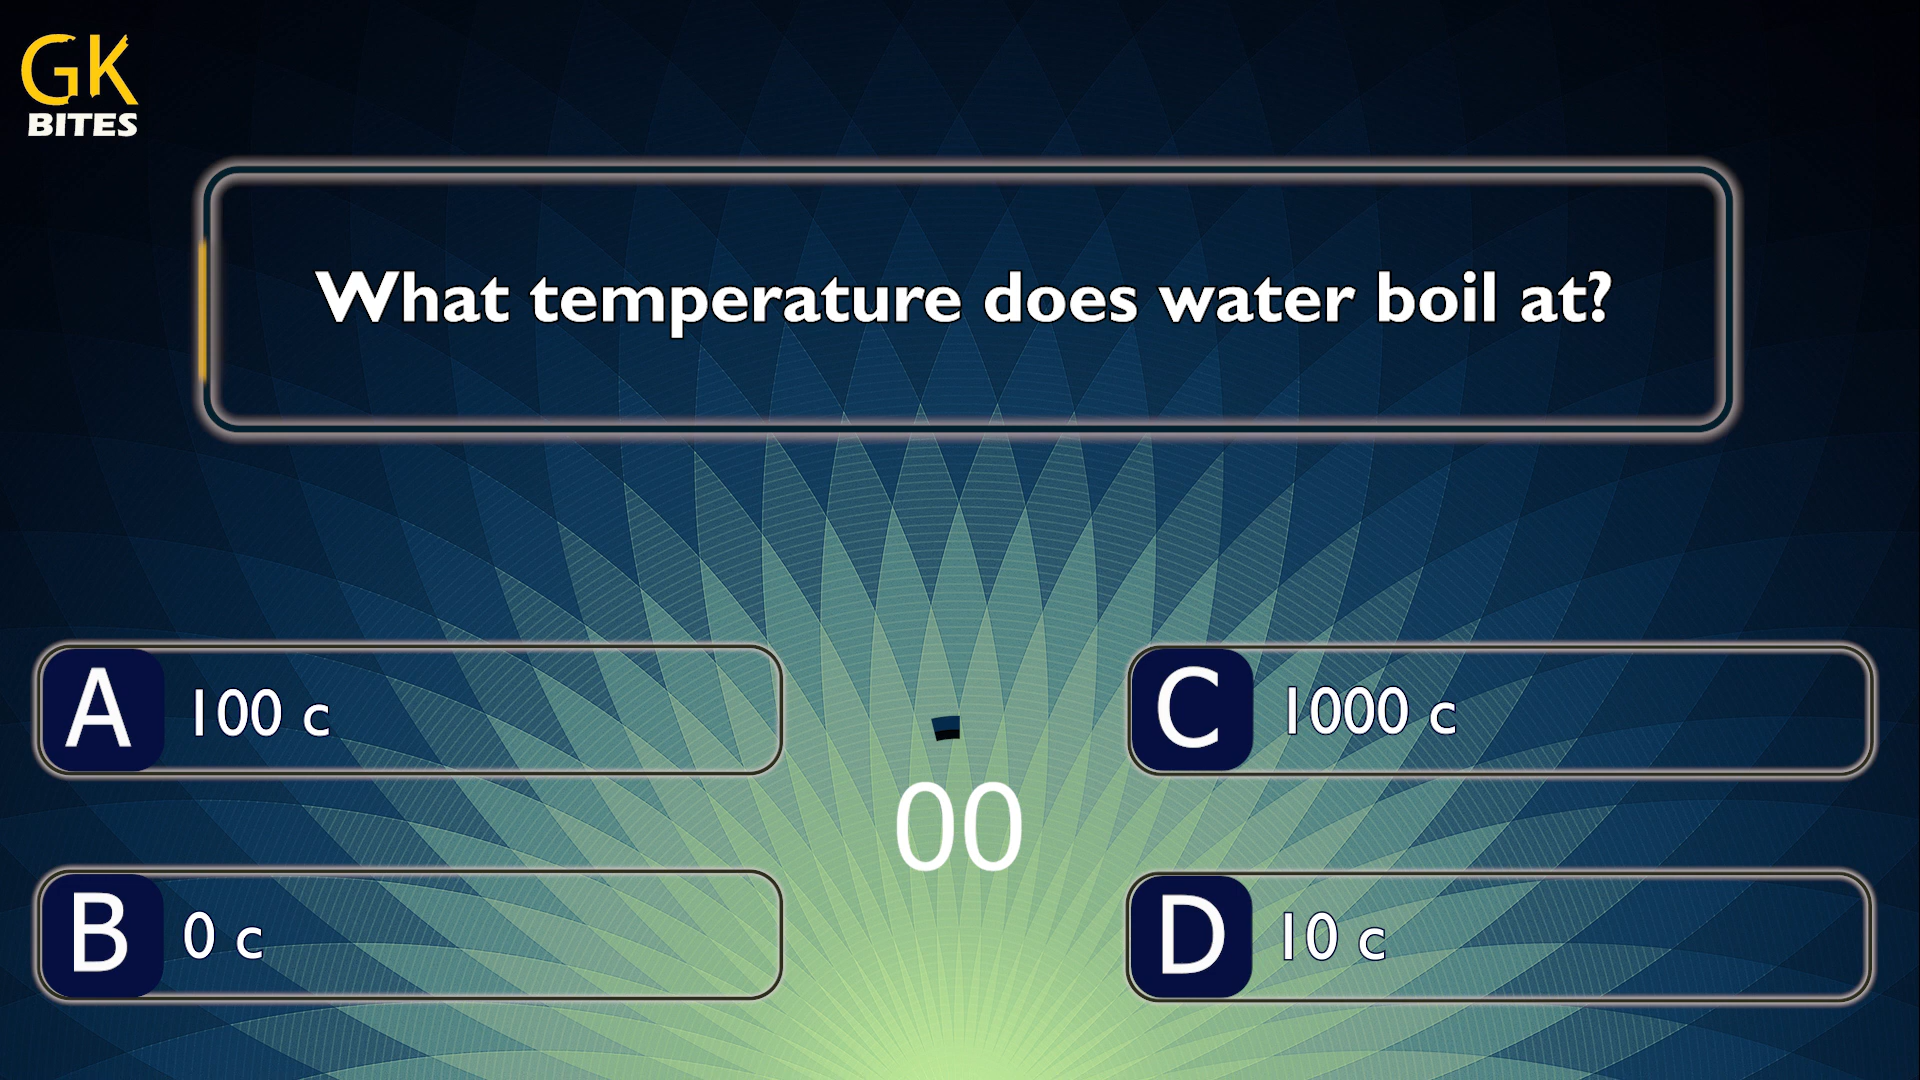 GK
BITES
What temperature does water boil at?
A 100 c
B 0 c
C 1000 c
D 10 c
00